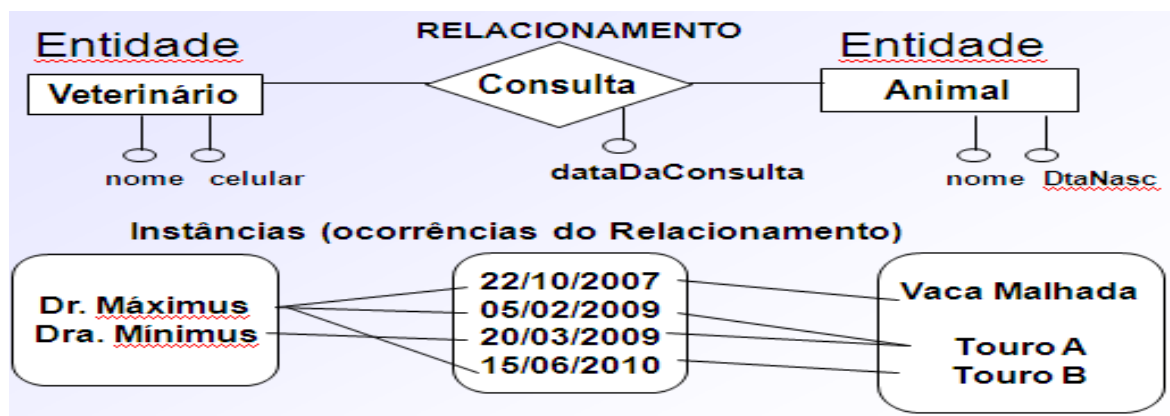 Entidade RELACIONAMENTO Entidade
Veterinário Consulta Animal
nome celular dataDaConsulta nome DtaNasc
Instâncias (ocorrências do Relacionamento)
Dr. Máximus
Dra. Mínimus
22/10/2007
05/02/2009
20/03/2009
15/06/2010
Vaca Malhada
Touro A
Touro B